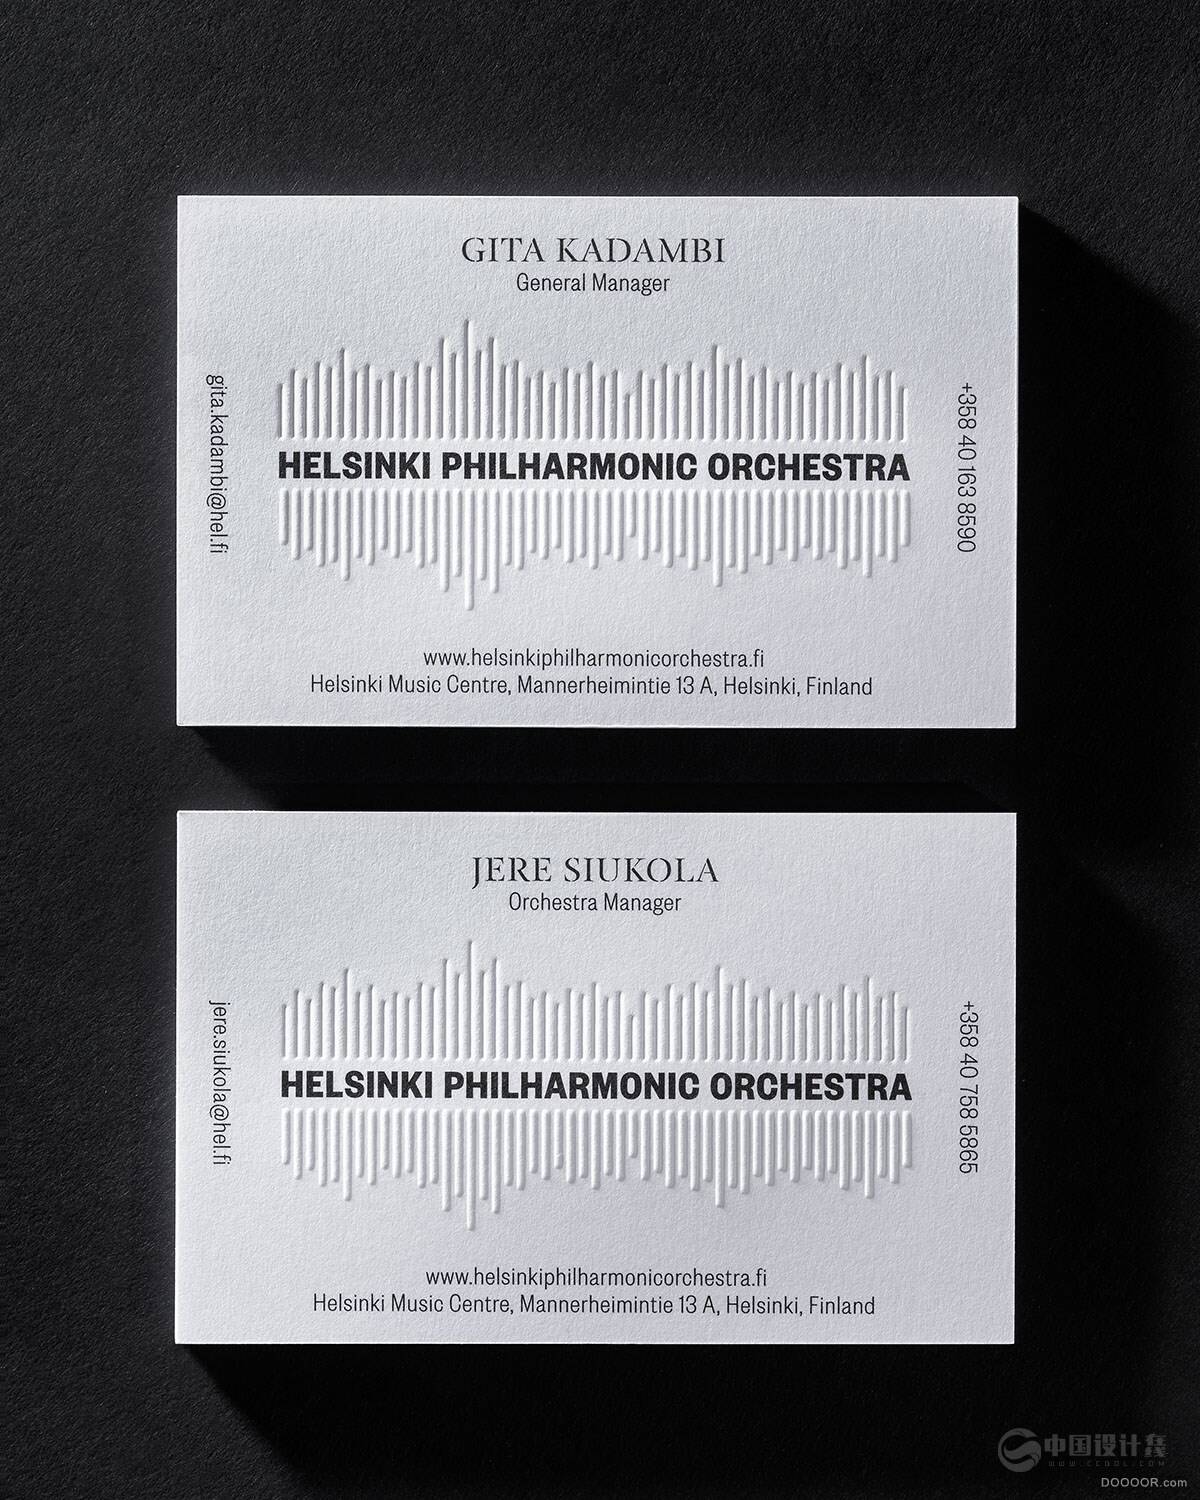 GITA KADAMBI
General Manager
gita.kadambi@hel.fi
HELSINKI PHILHARMONIC ORCHESTRA
+358 40 163 8590
www.helsinkiphilharmonicorchestra.fi
Helsinki Music Centre, Mannerheimintie 13 A, Helsinki, Finland
JERE SIUKOLA
Orchestra Manager
jere.siukola@hel.fi
HELSINKI PHILHARMONIC ORCHESTRA
+358 40 758 5865
www.helsinkiphilharmonicorchestra.fi
Helsinki Music Centre, Mannerheimintie 13 A, Helsinki, Finland
中国设计在线
DOOOOR.com